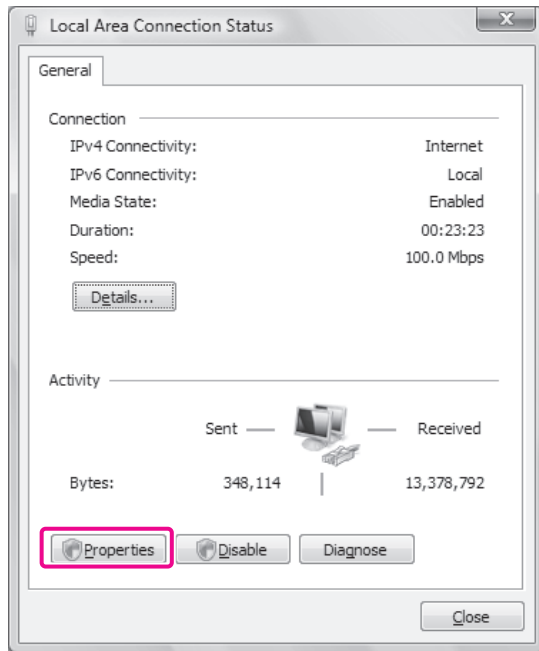 Local Area Connection Status
X
General
Connection
IPv4 Connectivity: Internet
IPv6 Connectivity: Local
Media State: Enabled
Duration: 00:23:23
Speed: 100.0 Mbps
Details...
Activity
Sent Received
Bytes: 348,114 13,378,792
Properties Disable Diagnose
Close